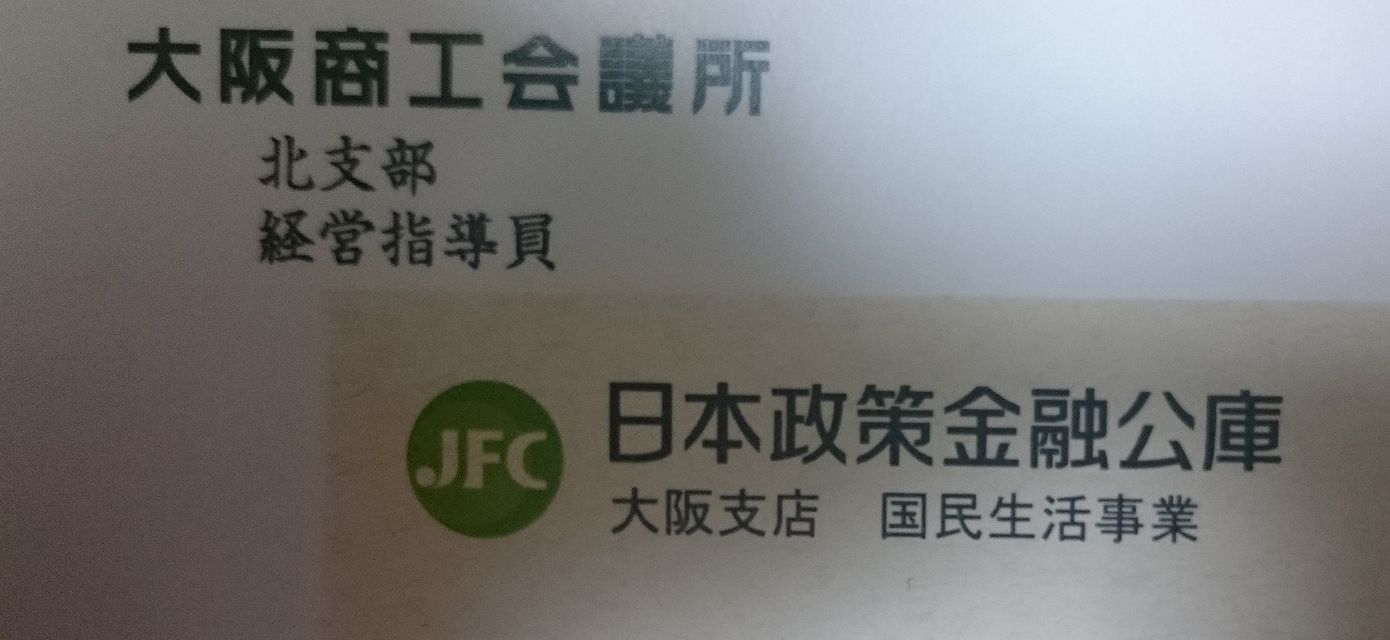 大阪商工会議所
北支部
経営指導員
JFC
日本政策金融公庫
大阪支店 国民生活事業